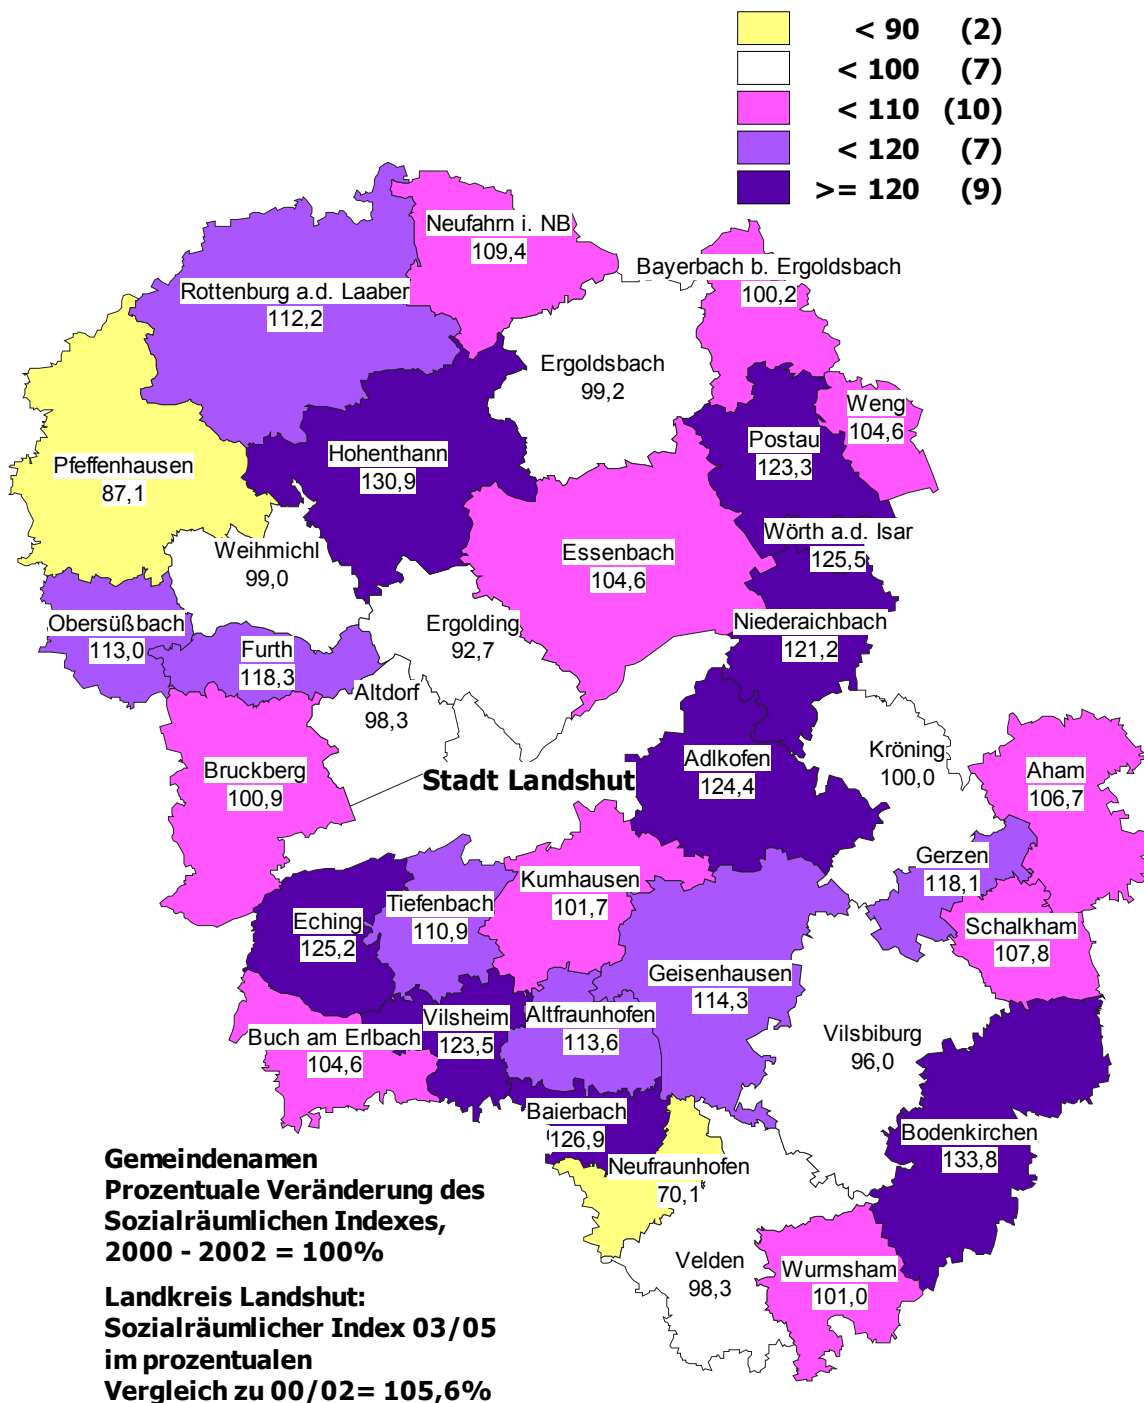 < 90 (2)
< 100 (7)
< 110 (10)
< 120 (7)
>= 120 (9)
Neufahrn i. NB
109,4
Bayerbach b. Ergoldsbach
100,2
Rottenburg a.d. Laaber
112,2
Ergoldsbach
99,2
Weng
104,6
Postau
123,3
Hohenthann
130,9
Pfeffenhausen
87,1
Wörth a.d. Isar
125,5
Essenbach
104,6
Weihmichl
99,0
Obersüßbach
113,0
Ergolding
92,7
Niederaichbach
121,2
Furth
118,3
Altdorf
98,3
Kröning
100,0
Adlkofen
124,4
Bruckberg
100,9
Stadt Landshut
Aham
106,7
Gerzen
118,1
Kumhausen
101,7
Tiefenbach
110,9
Eching
125,2
Schalkham
107,8
Geisenhausen
114,3
Vilsheim
123,5
Altfraunhofen
113,6
Buch am Erlbach
104,6
Vilsbiburg
96,0
Baierbach
126,9
Bodenkirchen
133,8
Neufraunhofen
70,1
Velden
98,3
Wurmsham
101,0
Gemeindenamen
Prozentuale Veränderung des
Sozialräumlichen Indexes,
2000 - 2002 = 100%
Landkreis Landshut:
Sozialräumlicher Index 03/05
im prozentualen
Vergleich zu 00/02= 105,6%